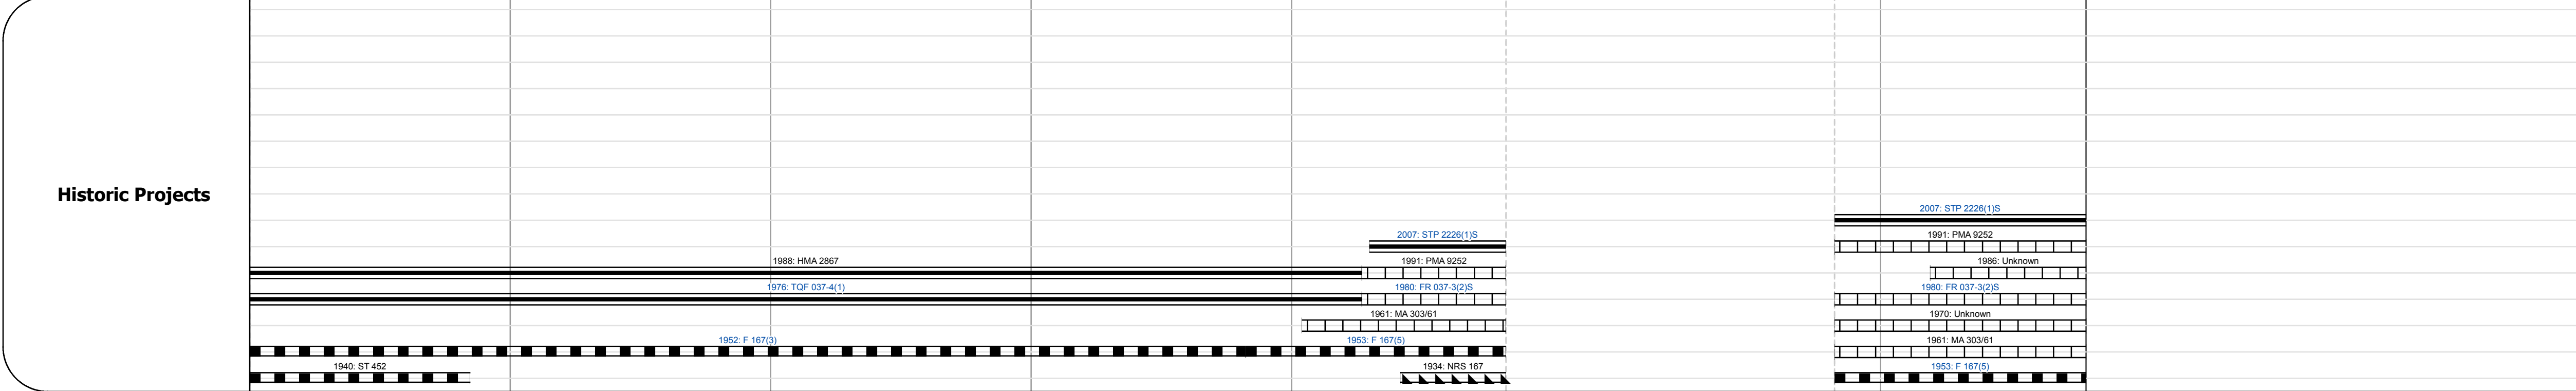 Historic Projects
2007: STP 2226(1)S
2007: STP 2226(1)S
1991: PMA 9252
1988: HMA 2867
1991: PMA 9252
1986: Unknown
1976: TQF 037-4(1)
1980: FR 037-3(2)S
1980: FR 037-3(2)S
1961: MA 303/61
1970: Unknown
1952: F 167(3)
1953: F 167(5)
1961: MA 303/61
1940: ST 452
1934: NRS 167
1953: F 167(5)